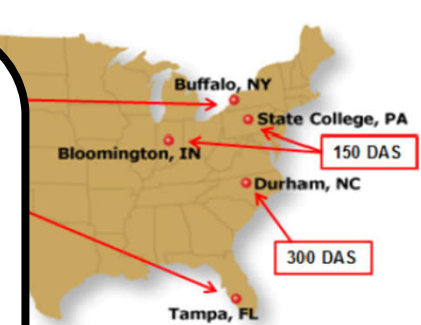 Buffalo, NY
State College, PA
Bloomington, IN
150 DAS
Durham, NC
300 DAS
Tampa, FL